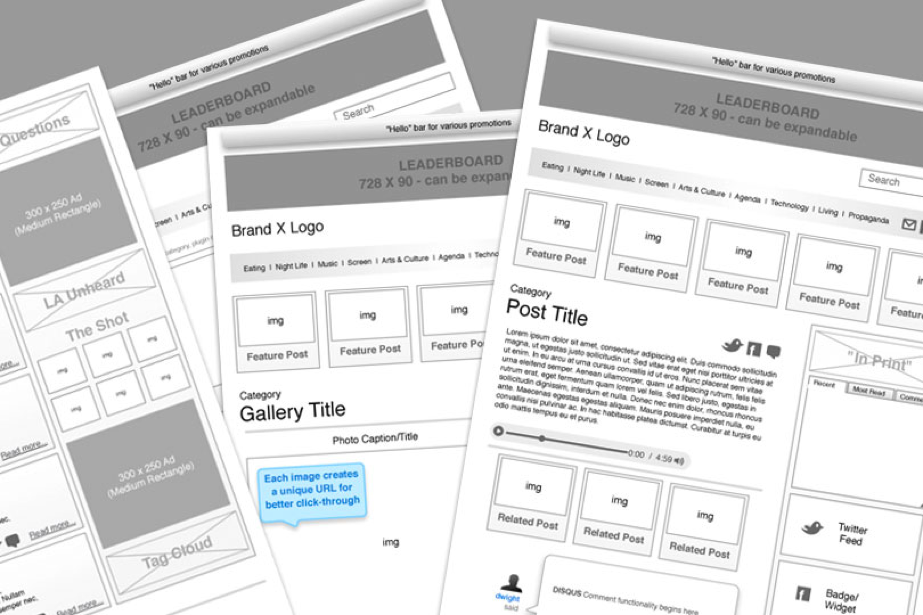 "Hello" bar for various promotions
LEADERBOARD
728 X 90 - can be expandable
Search
Screen I Arts & Cu
category, plugin
Questions
300 x 250 Ad
(Medium Rectangle)
LA Unheard
The Shot
img
img
img
img
img
img
Read more...
300 x 250 Ad
(Medium Rectangle)
nec.
Read more...
Tag Cloud
Nullam
semper nec.
Read more...
"Hello" bar for various promotions
LEADERBOARD
728 X 90 - can be expan
Brand X Logo
Eating I Night Life I Music I Screen I Arts & Culture I Agenda I Techno
img
Feature Post
img
Feature Post
img
Feature Post
Category
Gallery Title
Photo Caption/Title
Each image creates
a unique URL for
better click-through
img
"Hello" bar for various promotions
LEADERBOARD
728 X 90 - can be expandable
Brand X Logo
Search
Eating I Night Life I Music I Screen I Arts & Culture I Agenda I Technology I Living I Propaganda
img
Feature Post
img
Feature Post
img
Feature Post
img
Feature Post
Feature
Category
Post Title
Lorem ipsum dolor sit amet, consectetur adipiscing elit. Duis commodo sollicitudin
magna, ut egestas justo sollicitudin ut. Sed vitae erat eget nisi porttitor ultricies at
ut enim. In eu arcu at urna cursus convallis id ut eros. Nunc placerat sem vitae
urna eleifend semper. Aenean ullamcorper, quam ut adipiscing rutrum, felis felis
rutrum erat, eget fermentum quam lorem vel felis. Sed libero justo, egestas in
sollicitudin dignissim, interdum et nulla. Donec nec enim dolor, rhoncus rhoncus
ante. Maecenas egestas egestas aliquam. Mauris posuere imperdiet nulla, eu
convallis nisi pulvinar ac. In hac habitasse platea dictumst. Curabitur at turpis eu
odio mattis tempus eu et purus.
0:00 / 4:59
img
Related Post
img
Related Post
img
Related Post
dwight
said
DISQUS Comment functionality begins here
"In Print"
Recent
Most Read
Comme
Twitter
Feed
Badge/
Widget